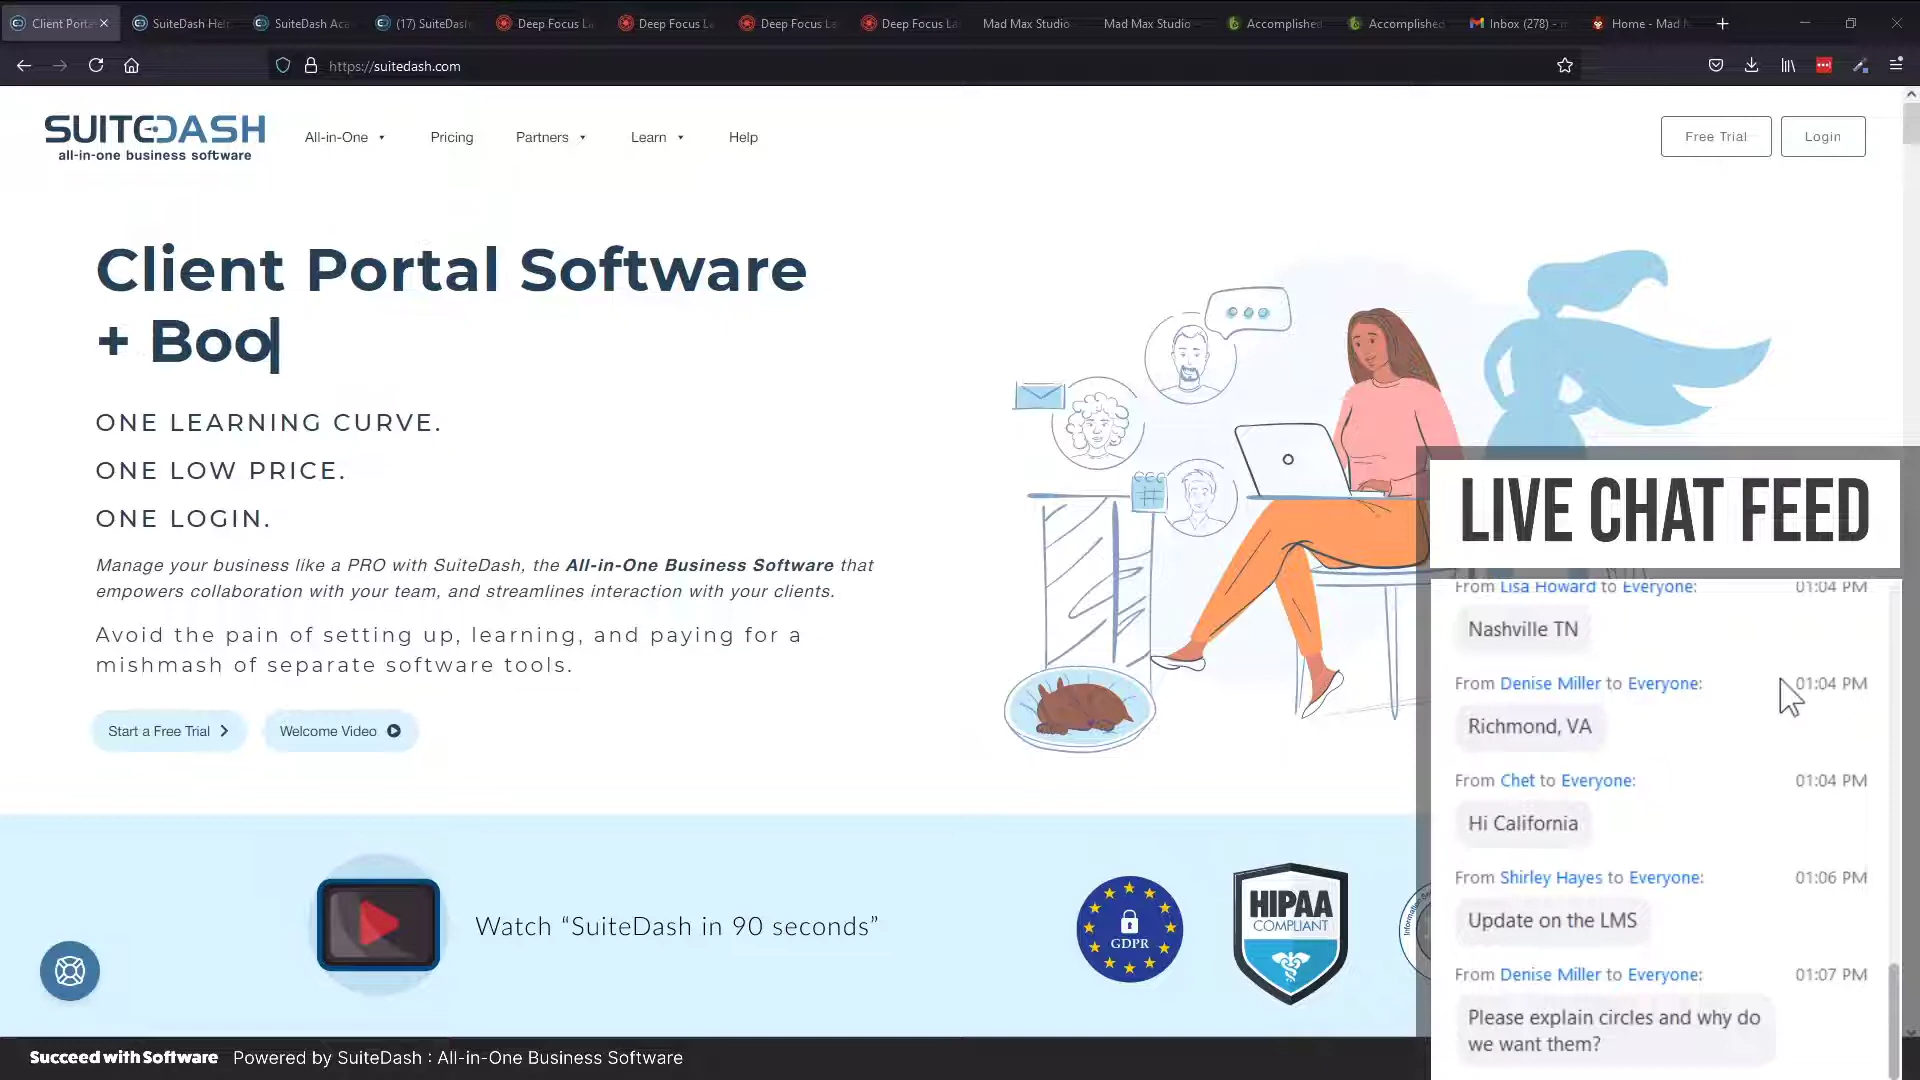 Client Porta
SuiteDash Hel
SuiteDash Aca
(17) SuiteDash
Deep Focus La
Deep Focus La
Deep Focus La
Deep Focus La
Mad Max Studio
Mad Max Studio
Accomplished
Accomplished
Inbox (278) -
Home - Mad
https://suitedash.com
SUITEDASH
all-in-one business software
All-in-One
Pricing
Partners
Learn
Help
Free Trial
Login
Client Portal Software
+ Boo
ONE LEARNING CURVE.
ONE LOW PRICE.
ONE LOGIN.
Manage your business like a PRO with SuiteDash, the All-in-One Business Software that
empowers collaboration with your team, and streamlines interaction with your clients.
Avoid the pain of setting up, learning, and paying for a
mishmash of separate software tools.
Start a Free Trial
Welcome Video
Watch “SuiteDash in 90 seconds”
GDPR
HIPAA
COMPLIANT
LIVE CHAT FEED
From Lisa Howard to Everyone: 01:04 PM
Nashville TN
From Denise Miller to Everyone: 01:04 PM
Richmond, VA
From Chet to Everyone: 01:04 PM
Hi California
From Shirley Hayes to Everyone: 01:06 PM
Update on the LMS
From Denise Miller to Everyone: 01:07 PM
Please explain circles and why do
we want them?
Succeed with Software Powered by SuiteDash : All-in-One Business Software